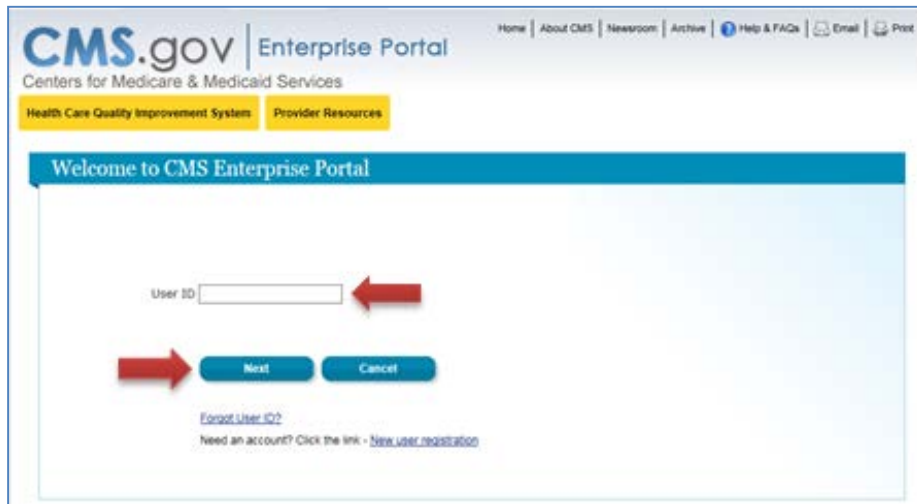 CMS.gov | Enterprise Portal
Home | About CMS | Newsroom | Archive | Help & FAQs | Email | Print
Centers for Medicare & Medicaid Services
Health Care Quality Improvement System Provider Resources
Welcome to CMS Enterprise Portal
User ID
Next Cancel
Forgot User ID?
Need an account? Click the link - New user registration